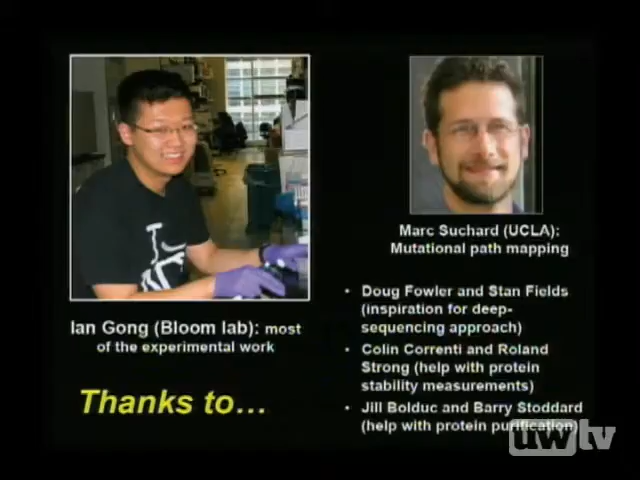 Ian Gong (Bloom lab): most
of the experimental work
Thanks to...
Marc Suchard (UCLA):
Mutational path mapping
• Doug Fowler and Stan Fields
(inspiration for deep-
sequencing approach)
• Colin Correnti and Roland
Strong (help with protein
stability measurements)
• Jill Bolduc and Barry Stoddard
(help with protein purification)
uwtv